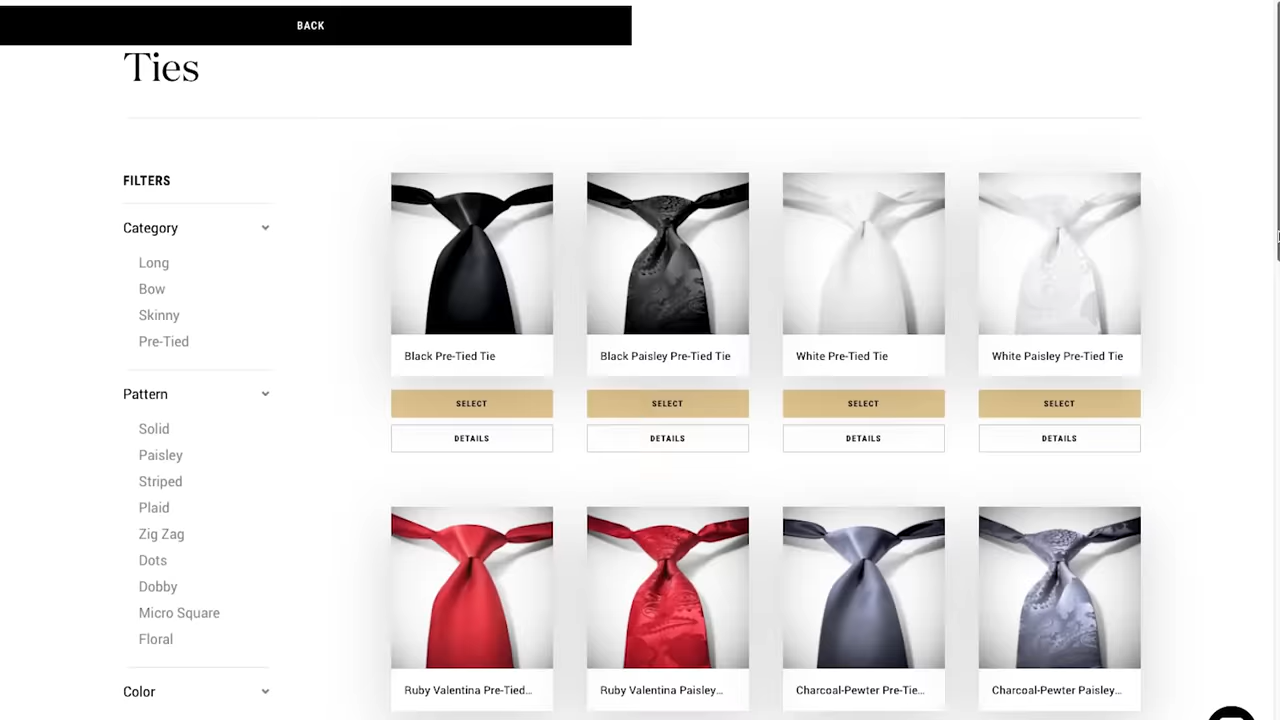 BACK
Ties
FILTERS
Category
Long
Bow
Skinny
Pre-Tied
Pattern
Solid
Paisley
Striped
Plaid
Zig Zag
Dots
Dobby
Micro Square
Floral
Color
Black Pre-Tied Tie
Black Paisley Pre-Tied Tie
White Pre-Tied Tie
White Paisley Pre-Tied Tie
SELECT
SELECT
SELECT
SELECT
DETAILS
DETAILS
DETAILS
DETAILS
Ruby Valentina Pre-Tied...
Ruby Valentina Paisley...
Charcoal-Pewter Pre-Tie...
Charcoal-Pewter Paisley...